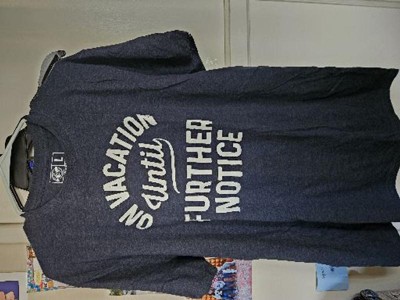 ON VACATION
Until
FURTHER
NOTICE
L